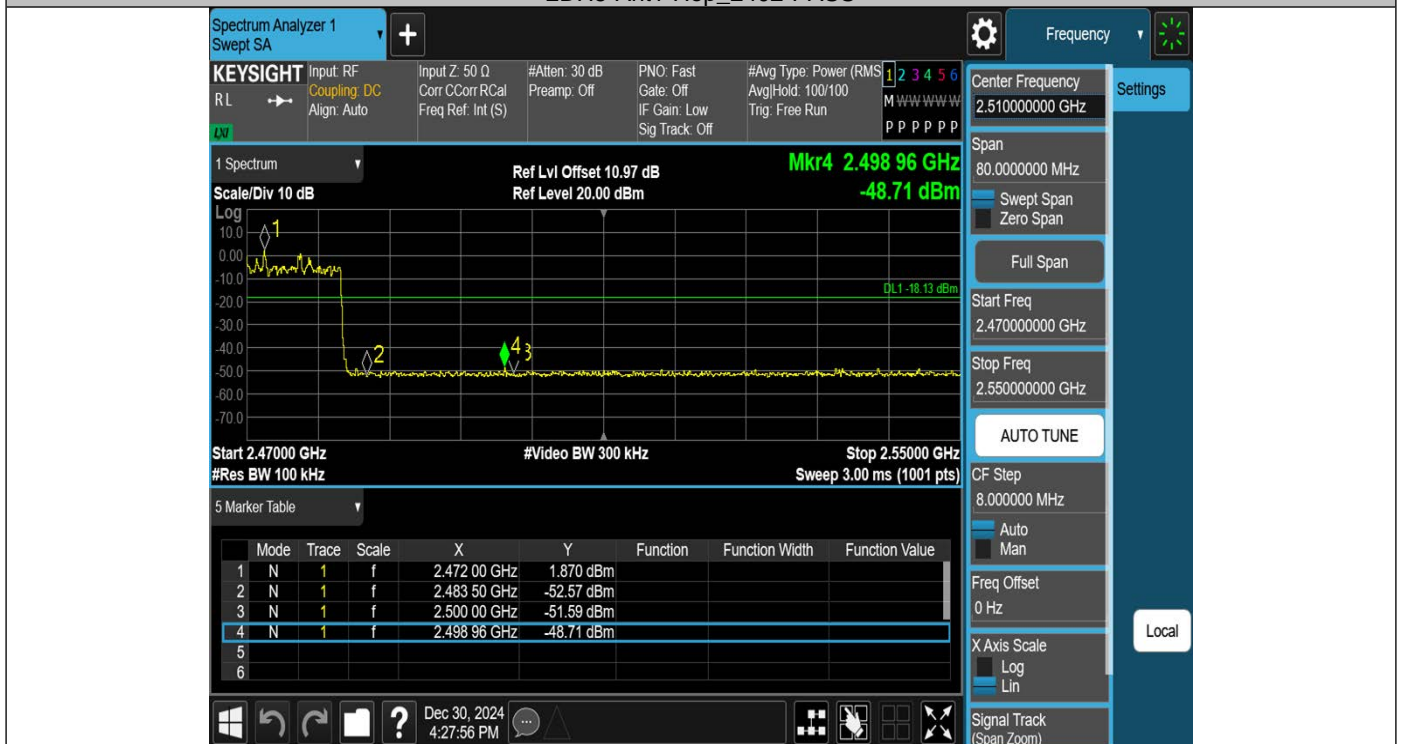 Spectrum Analyzer 1
Swept SA
+
Frequency
KEYSIGHT
RL
LXI
Input: RF
Coupling: DC
Align: Auto
Input Z: 50 Ω
Corr CCorr RCal
Freq Ref: Int (S)
#Atten: 30 dB
Preamp: Off
PNO: Fast
Gate: Off
IF Gain: Low
Sig Track: Off
#Avg Type: Power (RMS
Avg|Hold: 100/100
Trig: Free Run
1 2 3 4 5 6
M W W W W W
P P P P P P
1 Spectrum
Scale/Div 10 dB
Ref Lvl Offset 10.97 dB
Ref Level 20.00 dBm
Mkr4 2.498 96 GHz
-48.71 dBm
Log
10.0
0.00
-10.0
-20.0
-30.0
-40.0
-50.0
-60.0
-70.0
1
2
4
3
DL1 -18.13 dBm
Start 2.47000 GHz
#Video BW 300 kHz
Stop 2.55000 GHz
#Res BW 100 kHz
Sweep 3.00 ms (1001 pts)
5 Marker Table
Mode Trace Scale X Y Function Function Width Function Value
1 N 1 f 2.472 00 GHz 1.870 dBm
2 N 1 f 2.483 50 GHz -52.57 dBm
3 N 1 f 2.500 00 GHz -51.59 dBm
4 N 1 f 2.498 96 GHz -48.71 dBm
5
6
?
Dec 30, 2024
4:27:56 PM
Center Frequency
2.510000000 GHz
Span
80.0000000 MHz
Swept Span
Zero Span
Full Span
Start Freq
2.470000000 GHz
Stop Freq
2.550000000 GHz
AUTO TUNE
CF Step
8.000000 MHz
Auto
Man
Freq Offset
0 Hz
X Axis Scale
Log
Lin
Signal Track
(Span Zoom)
Settings
Local